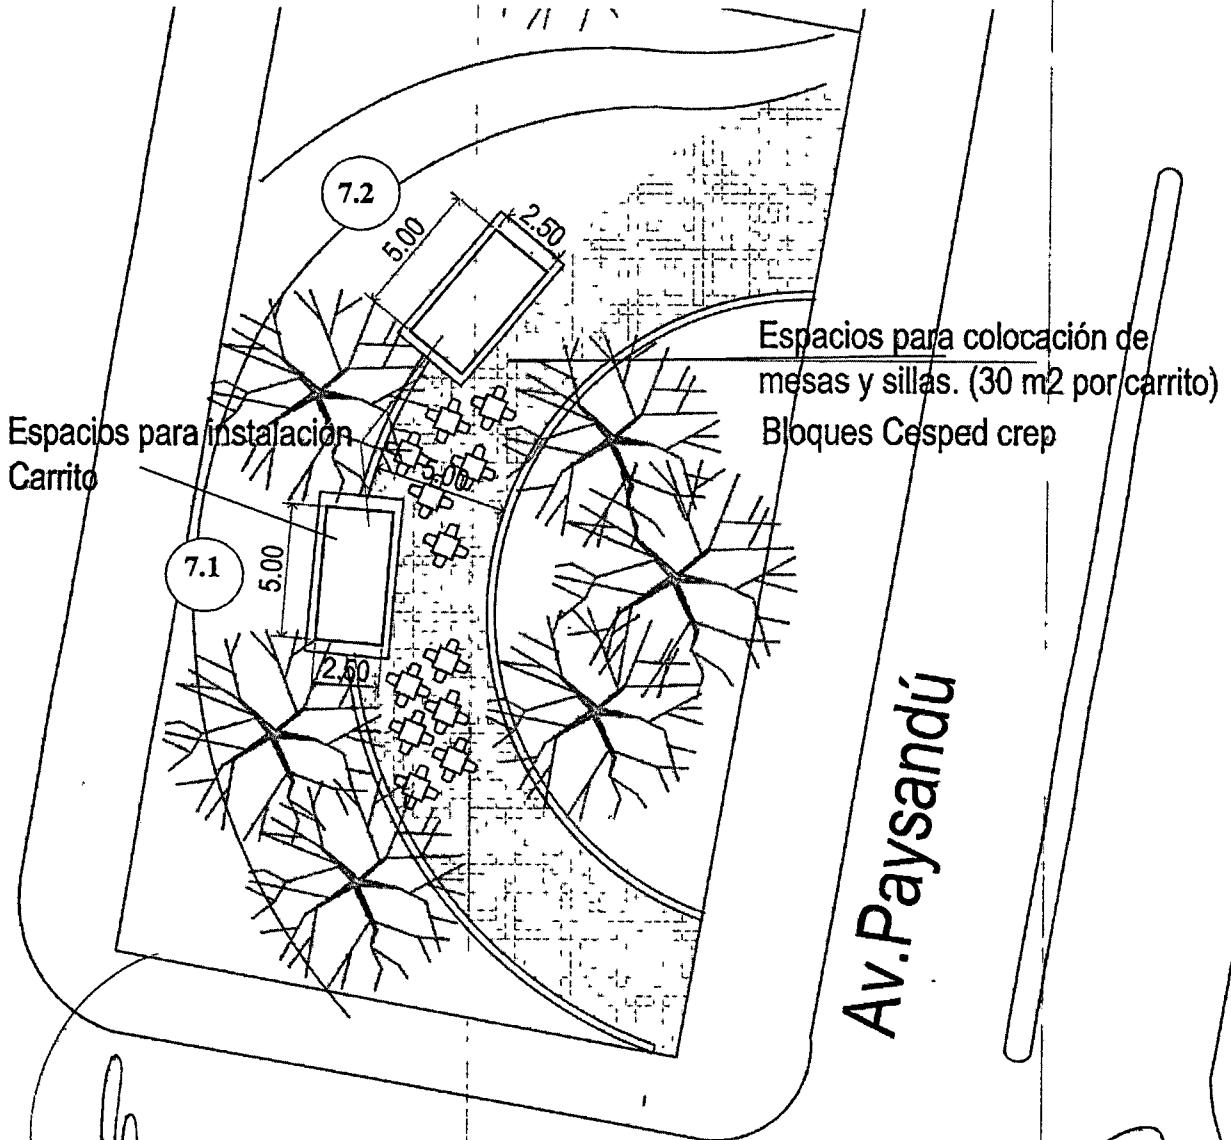 7.2
5.00
2.50
Espacios para colocación de
mesas y sillas. (30 m2 por carrito)
Bloques Cesped crep
Espacios para instalación
Carrito
5.00
7.1
5.00
2.50
Av.Paysandú